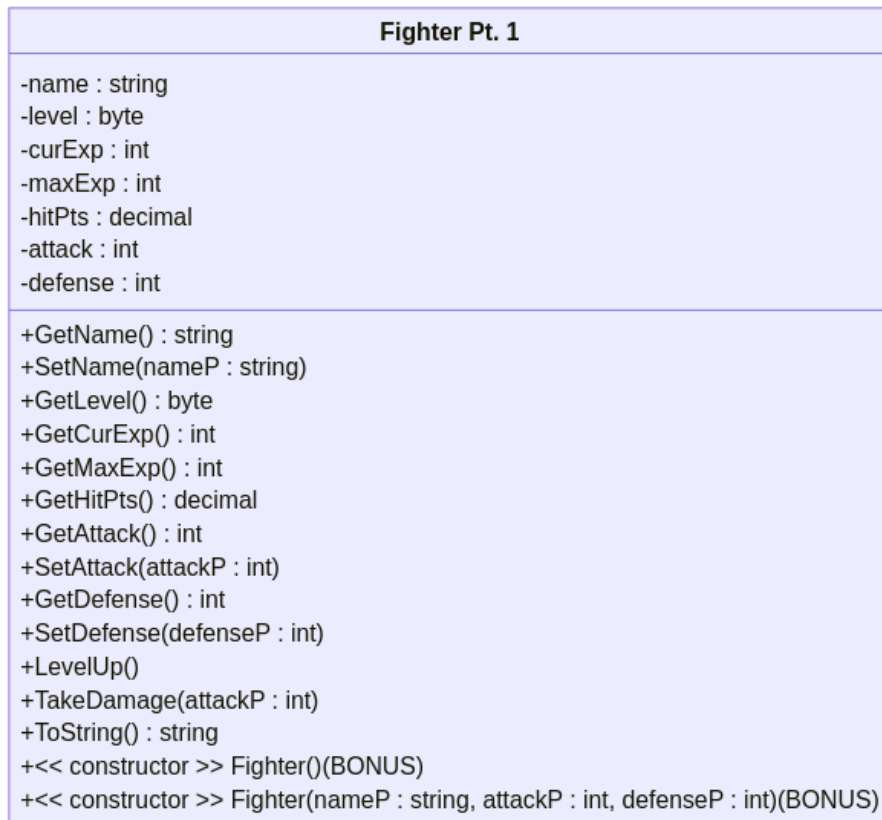 Fighter Pt. 1
-name : string
-level : byte
-curExp : int
-maxExp : int
-hitPts : decimal
-attack : int
-defense : int
+GetName() : string
+SetName(nameP : string)
+GetLevel() : byte
+GetCurExp() : int
+GetMaxExp() : int
+GetHitPts() : decimal
+GetAttack() : int
+SetAttack(attackP : int)
+GetDefense() : int
+SetDefense(defenseP : int)
+LevelUp()
+TakeDamage(attackP : int)
+ToString() : string
+<< constructor >> Fighter()(BONUS)
+<< constructor >> Fighter(nameP : string, attackP : int, defenseP : int)(BONUS)